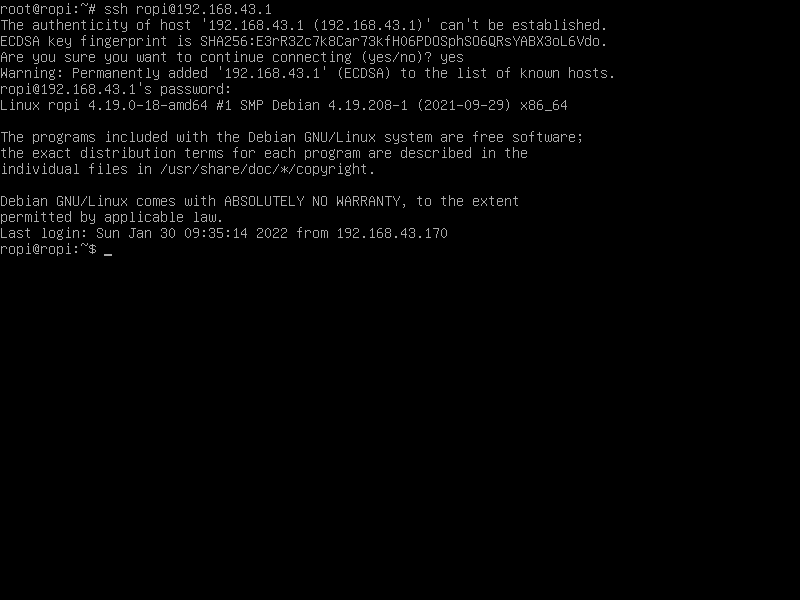 root@ropi:~# ssh ropi@192.168.43.1
The authenticity of host '192.168.43.1 (192.168.43.1)' can't be established.
ECDSA key fingerprint is SHA256:E3rR3Zc7k8Car73kfH06PDOSphSO6QRsYABX3oL6Vdo.
Are you sure you want to continue connecting (yes/no)? yes
Warning: Permanently added '192.168.43.1' (ECDSA) to the list of known hosts.
ropi@192.168.43.1's password:
Linux ropi 4.19.0-18-amd64 #1 SMP Debian 4.19.208-1 (2021-09-29) x86_64
The programs included with the Debian GNU/Linux system are free software;
the exact distribution terms for each program are described in the
individual files in /usr/share/doc/*/copyright.
Debian GNU/Linux comes with ABSOLUTELY NO WARRANTY, to the extent
permitted by applicable law.
Last login: Sun Jan 30 09:35:14 2022 from 192.168.43.170
ropi@ropi:~$ _